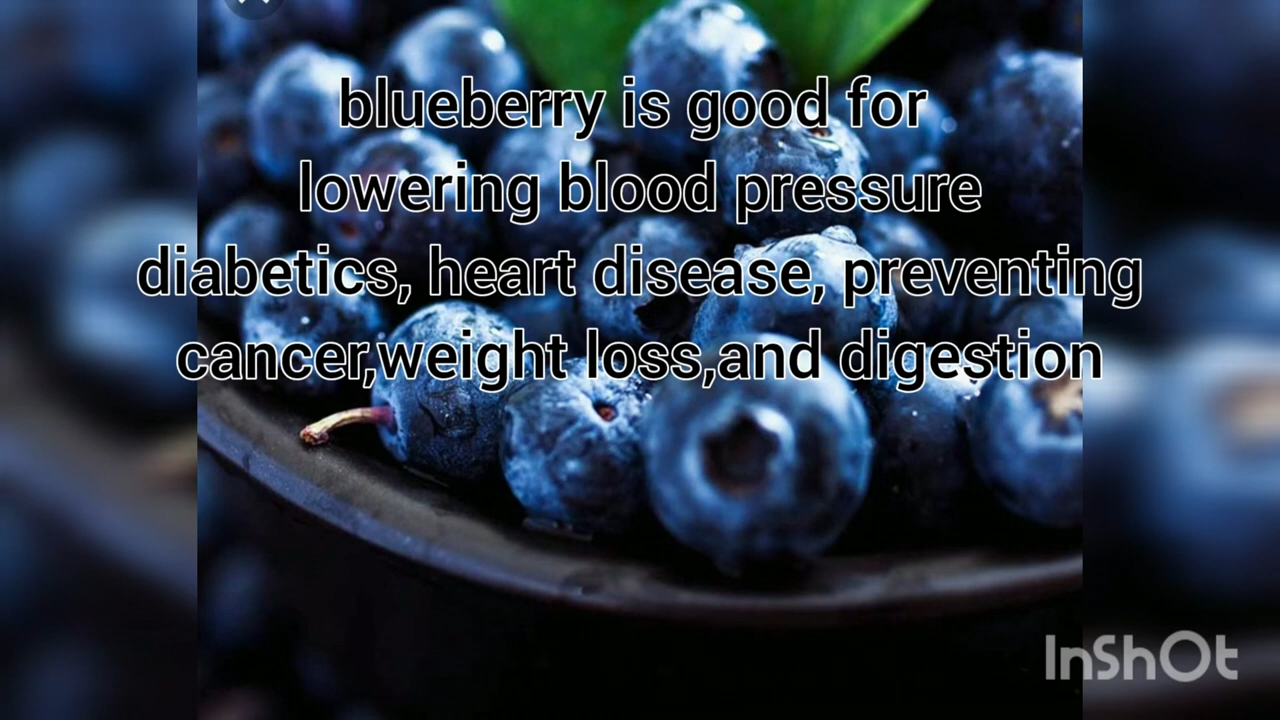 blueberry is good for
lowering blood pressure
diabetics, heart disease, preventing
cancer,weight loss,and digestion
InShOt